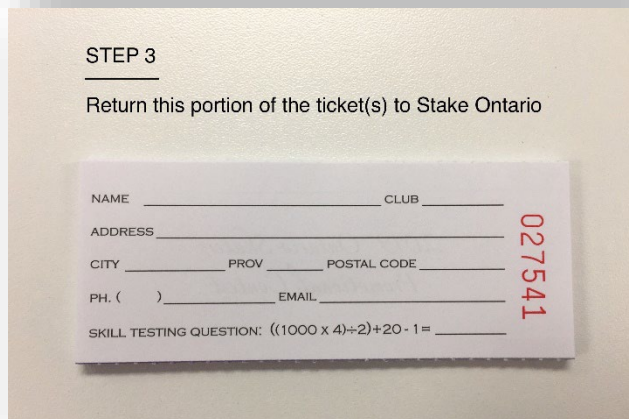 STEP 3
Return this portion of the ticket(s) to Stake Ontario
NAME CLUB
ADDRESS
CITY PROV POSTAL CODE
PH. ( ) EMAIL
SKILL TESTING QUESTION: ((1000 x 4)÷2)+20 - 1 =
027541